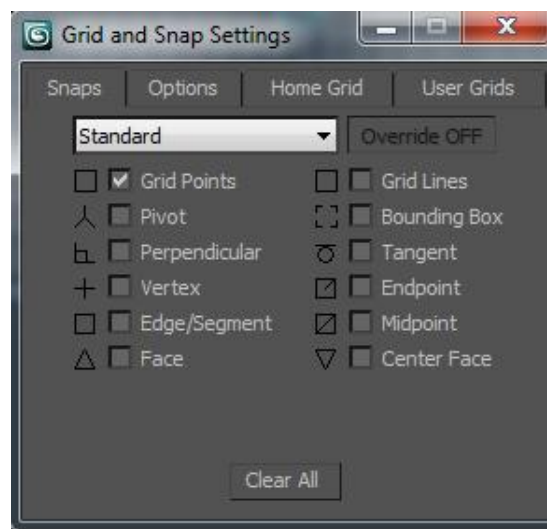 Grid and Snap Settings
Snaps Options Home Grid User Grids
Standard Override OFF
Grid Points Grid Lines
Pivot Bounding Box
Perpendicular Tangent
Vertex Endpoint
Edge/Segment Midpoint
Face Center Face
Clear All